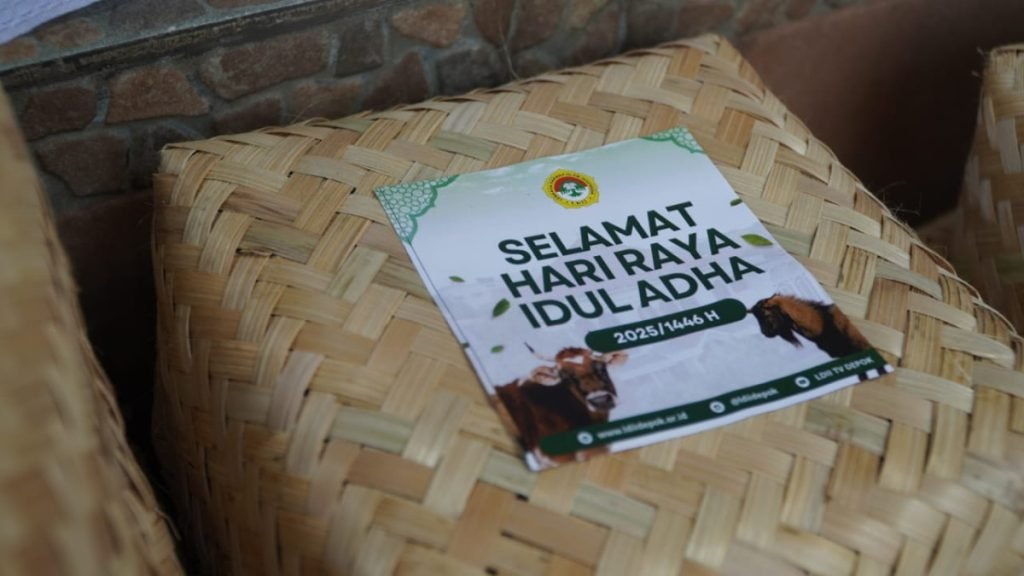 SELAMAT
HARI RAYA
IDUL ADHA
2025/1446 H
www.ldiidepok.or.id
@ldiidepok
LDII TV DEPOK